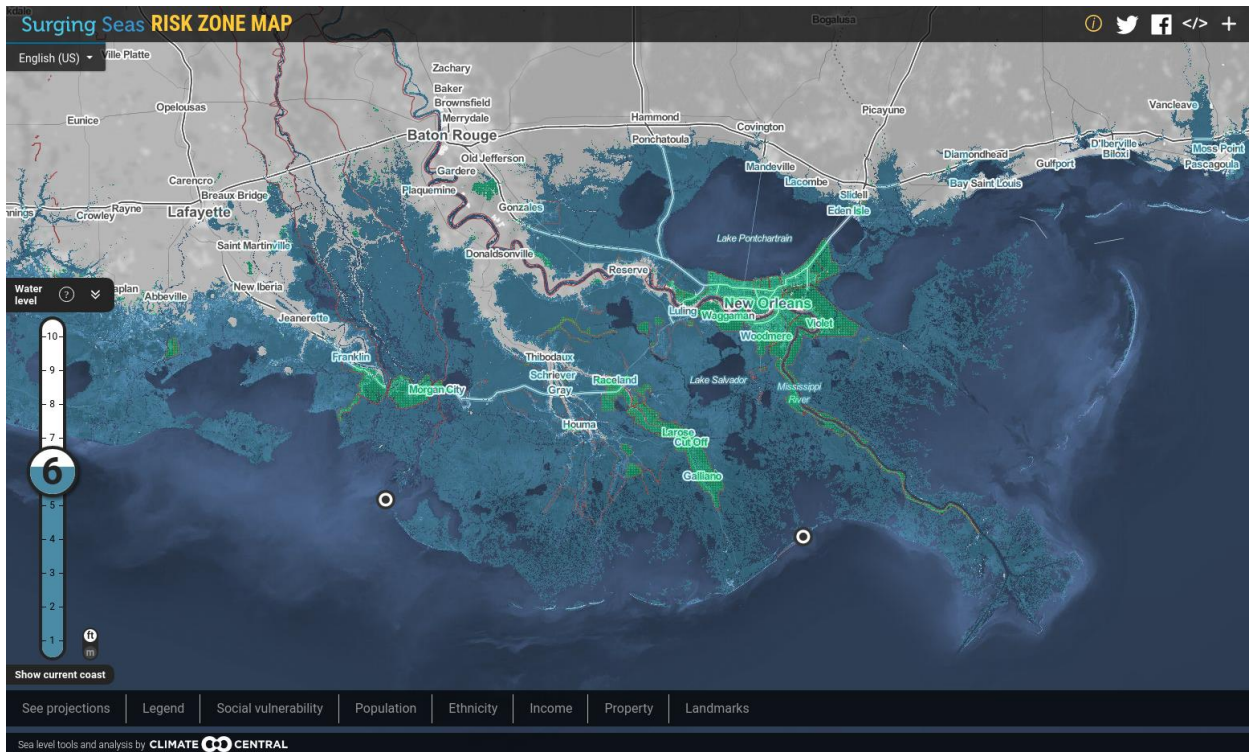 Surging Seas RISK ZONE MAP
Bogalusa
</>
English (US)
Ville Platte
Zachary
Baker
Brownsfield
Merrydale
Baton Rouge
Opelousas
Eunice
Hammond
Ponchatoula
Covington
Picayune
Vancleave
Old Jefferson
Gardere
Mandeville
Lacombe
Diamondhead
D'Iberville
Biloxi
Moss Point
Gulfport
Pascagoula
Carencro
Breaux Bridge
Plaquemine
Slidell
Bay Saint Louis
Crowley
Rayne
Lafayette
Gonzales
Eden Isle
Saint Martinville
Lake Pontchartrain
Donaldsonville
Reserve
Water level
?
Abbeville
New Iberia
Jeanerette
Luling
New Orleans
Waggaman
Violet
Woodmere
Franklin
Thibodaux
Schriever
Gray
Raceland
Lake Salvador
Mississippi
River
Morgan City
Houma
Larose
Cut Off
Galliano
10
9
8
7
6
5
4
3
2
1
ft
m
Show current coast
See projections
Legend
Social vulnerability
Population
Ethnicity
Income
Property
Landmarks
Sea level tools and analysis by CLIMATE CENTRAL